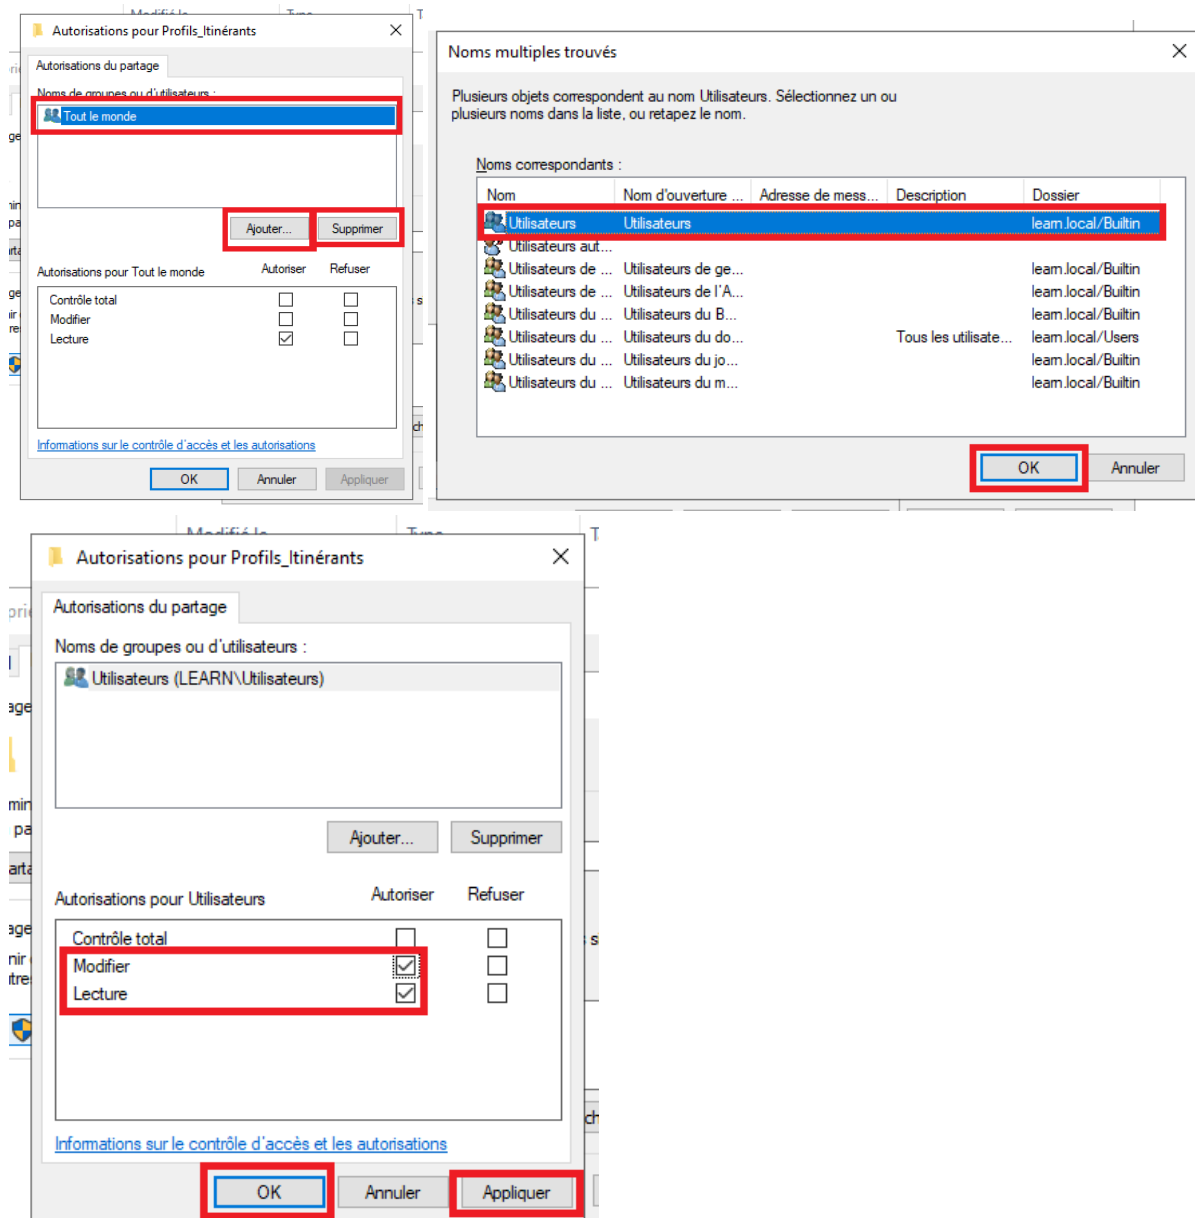 Autorisations pour Profils_Itinérants
Autorisations du partage
Noms de groupes ou d'utilisateurs :
Tout le monde
Ajouter...
Supprimer
Autorisations pour Tout le monde
Autoriser
Refuser
Contrôle total
Modifier
Lecture
Informations sur le contrôle d'accès et les autorisations
OK
Annuler
Appliquer
Noms multiples trouvés
Plusieurs objets correspondent au nom Utilisateurs. Sélectionnez un ou
plusieurs noms dans la liste, ou retapez le nom.
Noms correspondants :
Nom Nom d'ouverture ... Adresse de mess... Description Dossier
Utilisateurs Utilisateurs learn.local/Builtin
Utilisateurs aut...
Utilisateurs de ... Utilisateurs de ge... learn.local/Builtin
Utilisateurs de ... Utilisateurs de l'A... learn.local/Builtin
Utilisateurs du ... Utilisateurs du B... learn.local/Builtin
Utilisateurs du ... Utilisateurs du do... Tous les utilisate... learn.local/Users
Utilisateurs du ... Utilisateurs du jo... learn.local/Builtin
Utilisateurs du ... Utilisateurs du m... learn.local/Builtin
OK
Annuler
Modifié le
Autorisations pour Profils_Itinérants
Autorisations du partage
Noms de groupes ou d'utilisateurs :
Utilisateurs (LEARN\Utilisateurs)
Ajouter...
Supprimer
Autorisations pour Utilisateurs
Autoriser
Refuser
Contrôle total
Modifier
Lecture
Informations sur le contrôle d'accès et les autorisations
OK
Annuler
Appliquer